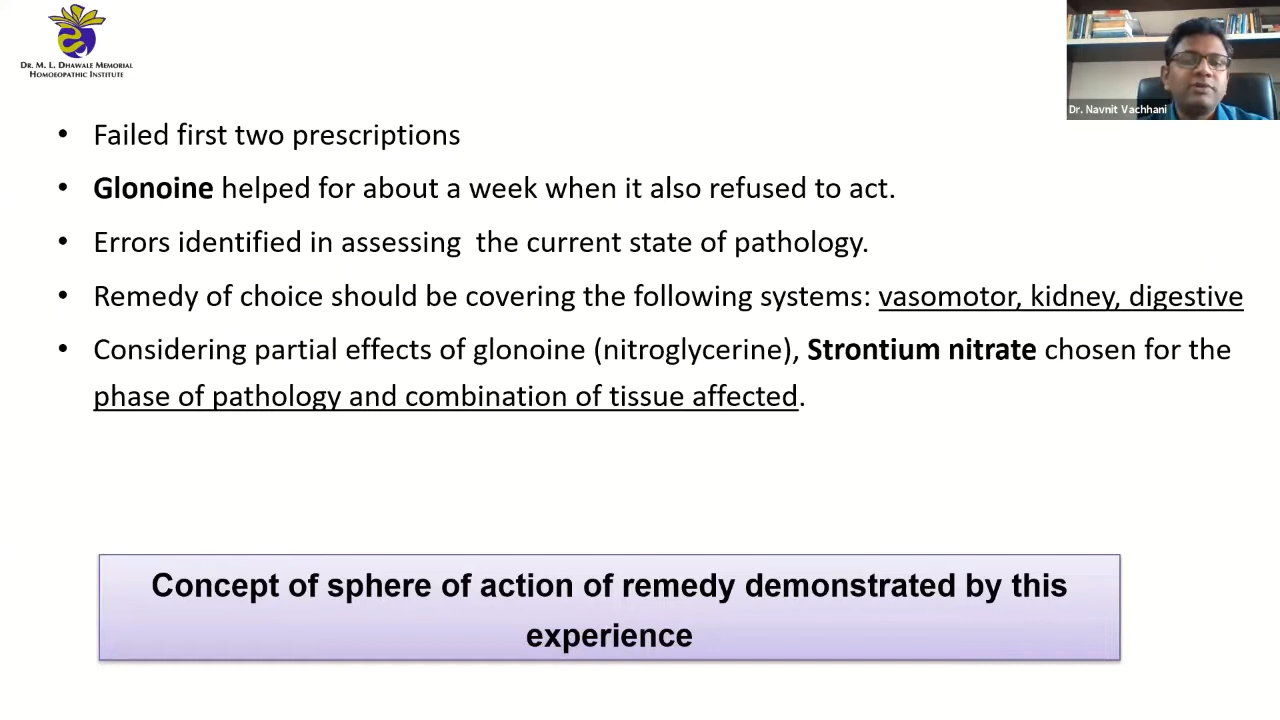 DR. M. L. DHAWALE MEMORIAL
HOMOEOPATHIC INSTITUTE
Dr. Navnit Vachhani
• Failed first two prescriptions
• Glonoine helped for about a week when it also refused to act.
• Errors identified in assessing the current state of pathology.
• Remedy of choice should be covering the following systems: vasomotor, kidney, digestive
• Considering partial effects of glonoine (nitroglycerine), Strontium nitrate chosen for the
phase of pathology and combination of tissue affected.
Concept of sphere of action of remedy demonstrated by this
experience